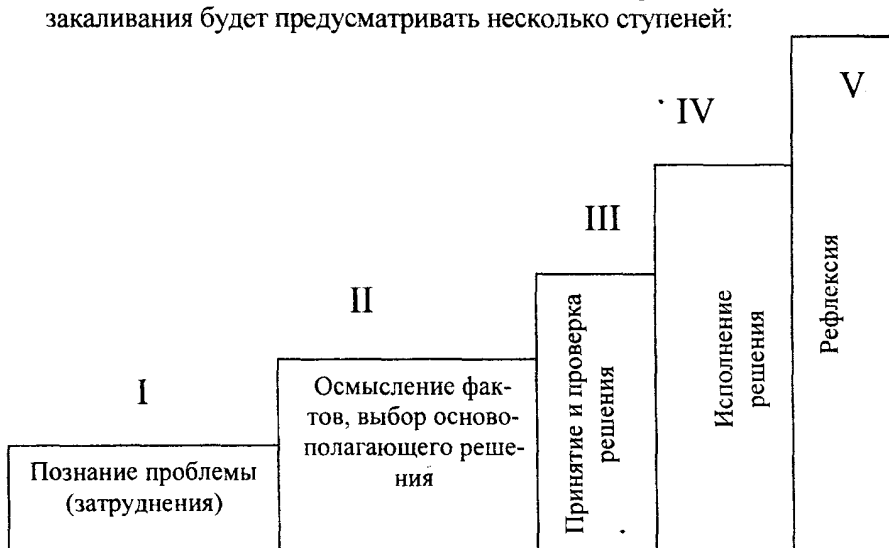 закаливания будет предусматривать несколько ступеней:
I
Познание проблемы
(затруднения)
II
Осмысление фак-
тов, выбор осново-
полагающего реше-
ния
III
Принятие и проверка
решения
IV
Исполнение
решения
V
Рефлексия